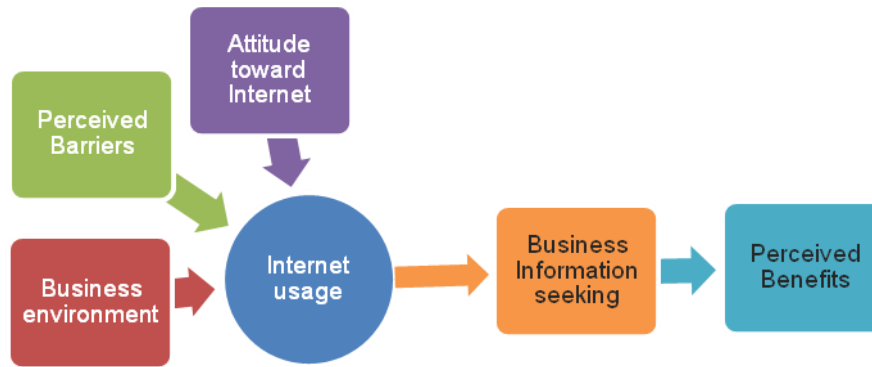 Attitude
toward
Internet
Perceived
Barriers
Business
environment
Internet
usage
Business
Information
seeking
Perceived
Benefits